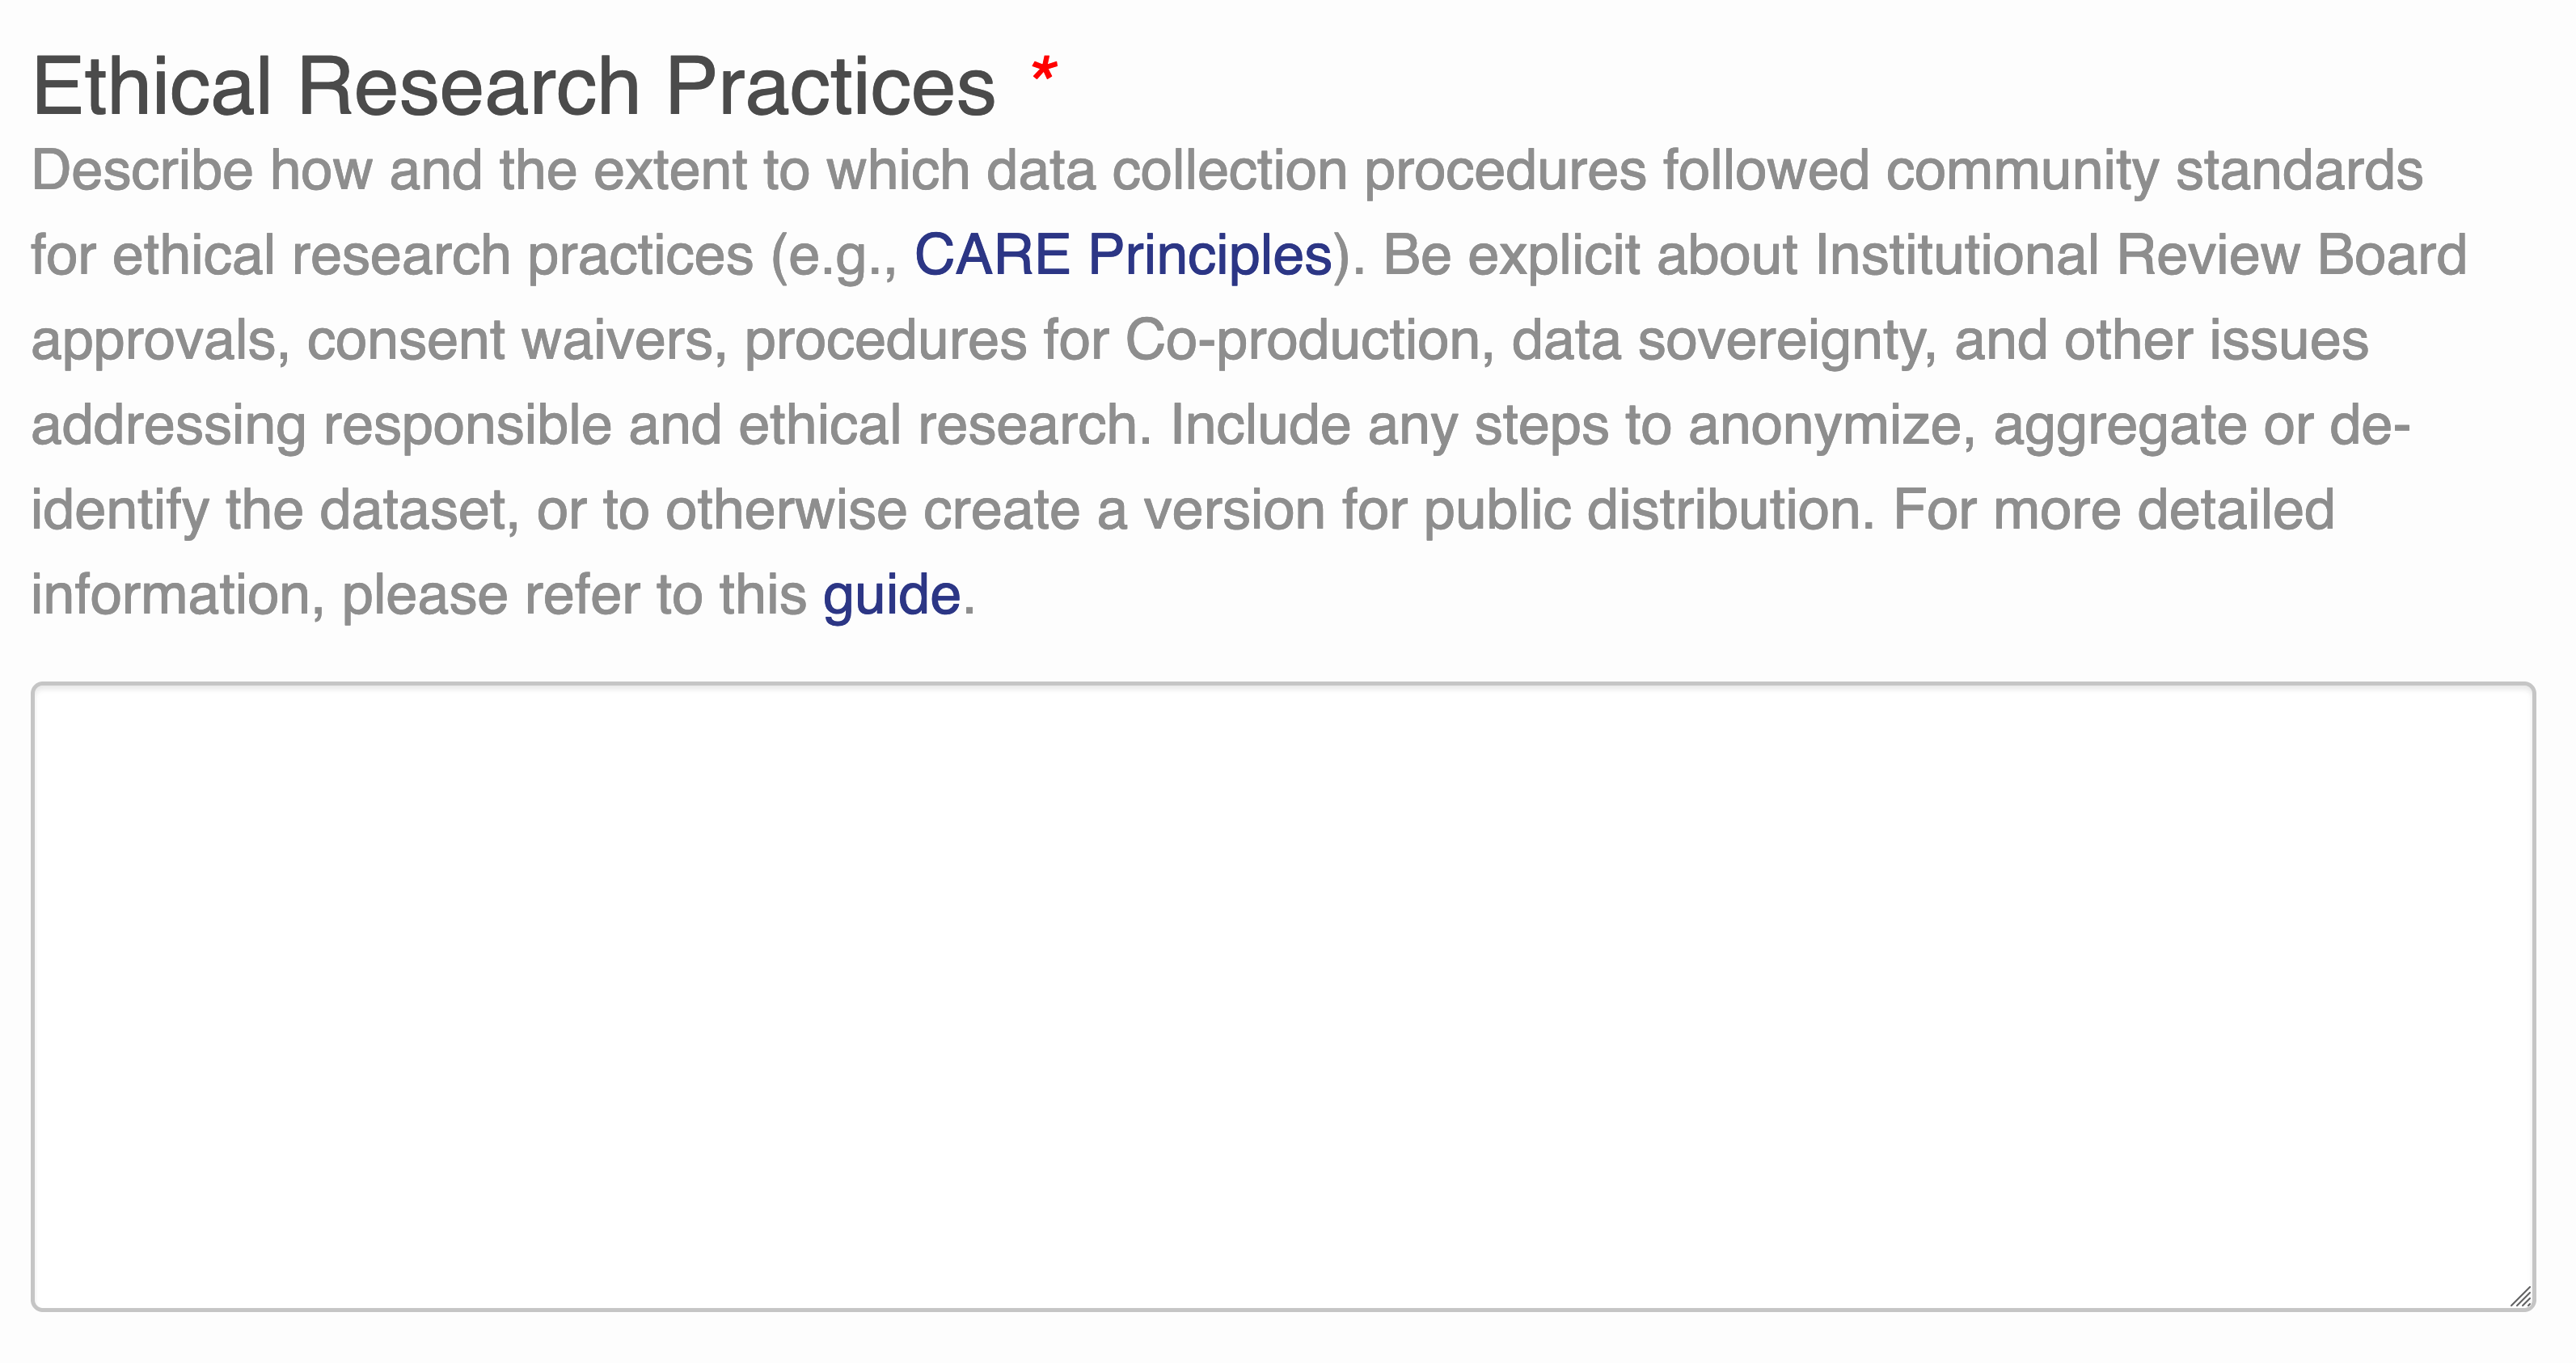 Ethical Research Practices *
Describe how and the extent to which data collection procedures followed community standards
for ethical research practices (e.g., CARE Principles). Be explicit about Institutional Review Board
approvals, consent waivers, procedures for Co-production, data sovereignty, and other issues
addressing responsible and ethical research. Include any steps to anonymize, aggregate or de-
identify the dataset, or to otherwise create a version for public distribution. For more detailed
information, please refer to this guide.